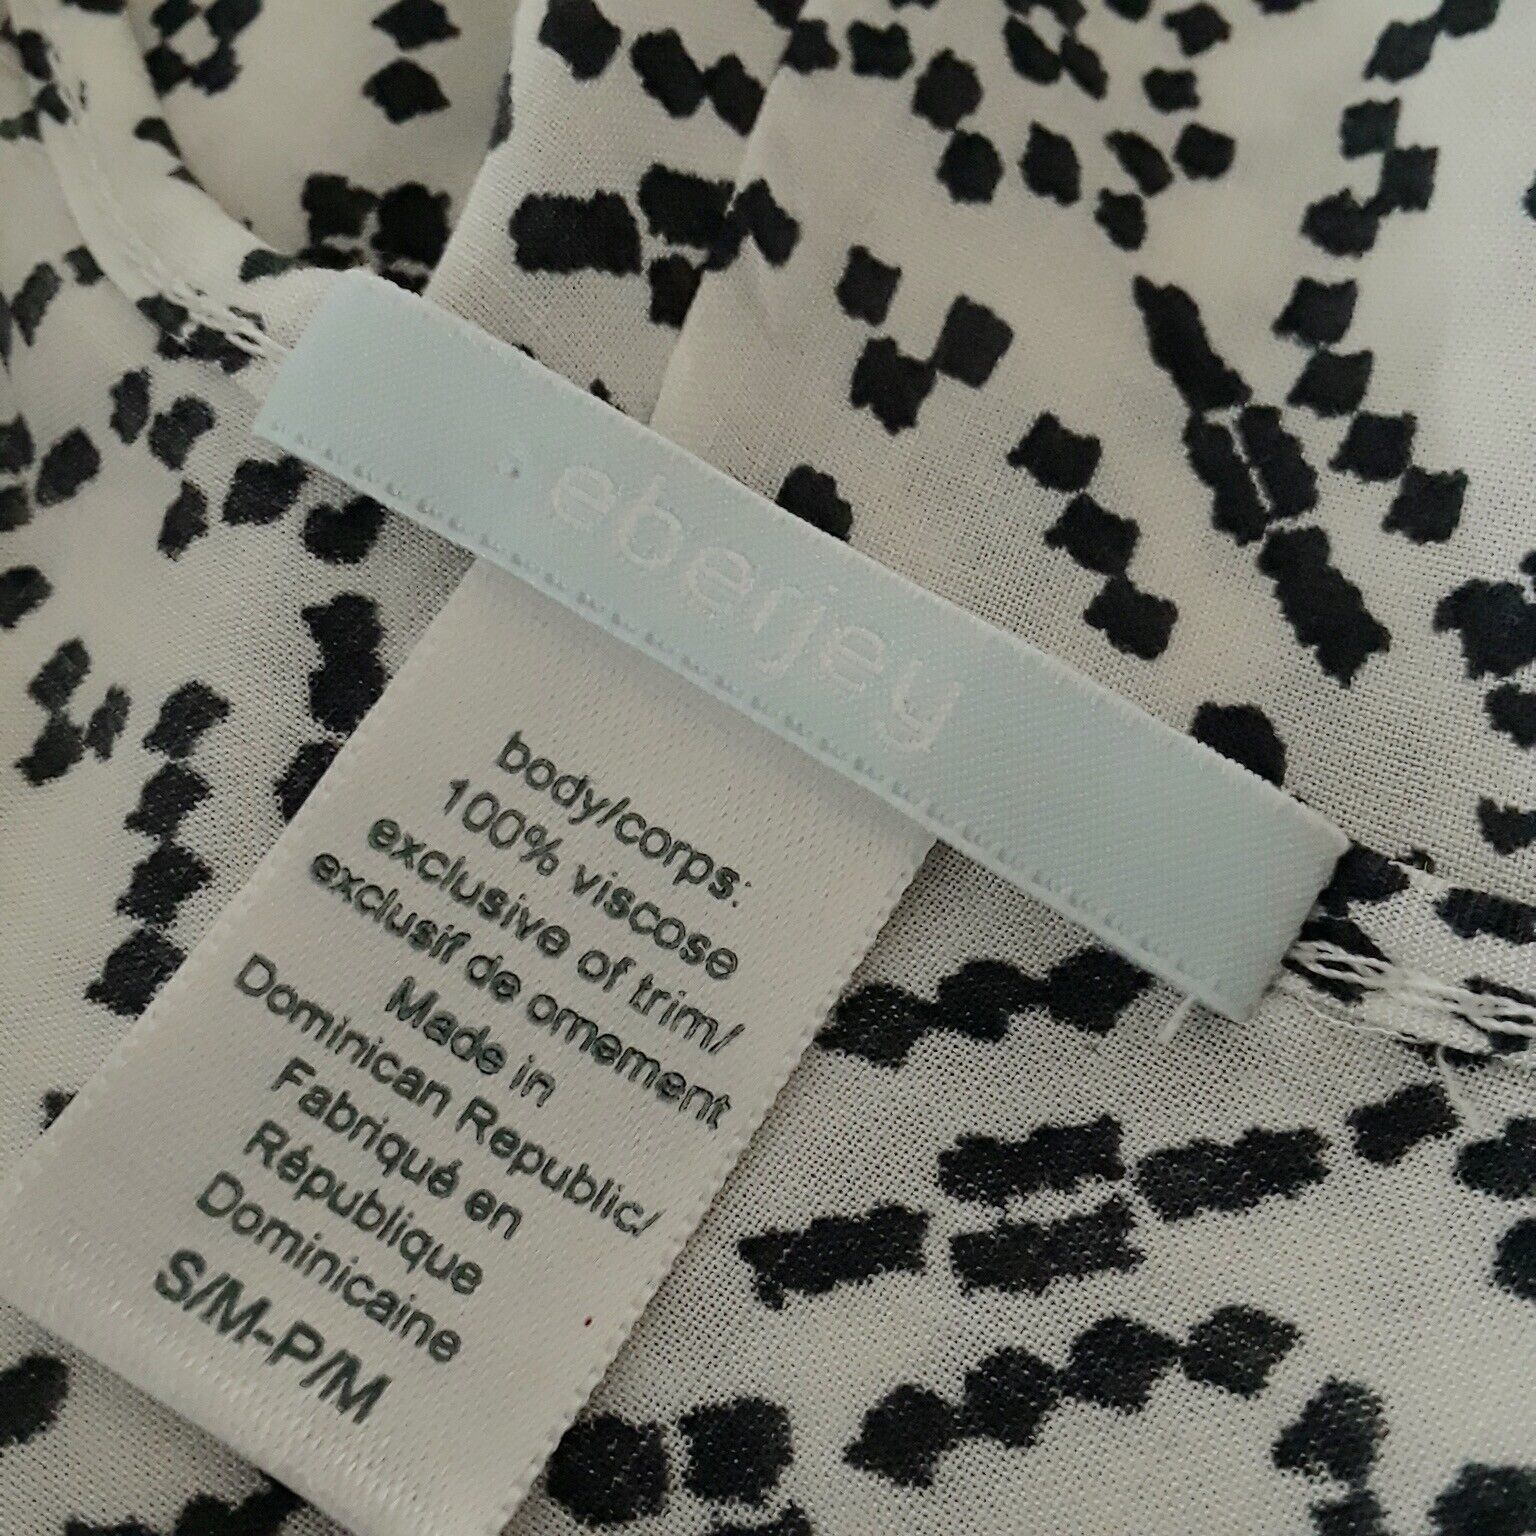 eberjey
body/corps:
100% viscose
exclusive of trim/
exclusif de ornement
Made in
Dominican Republic/
Fabriqué en
République
Dominicaine
S/M-P/M